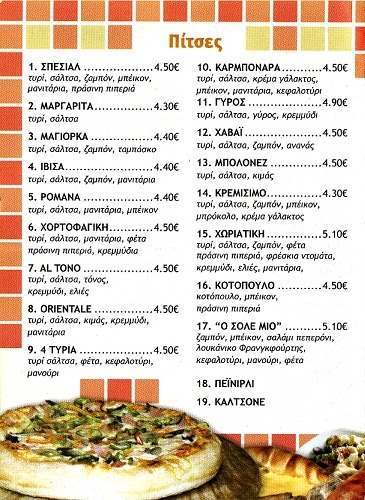 Πίτσες
1. ΣΠΕΣΙΑΛ ..................4.50€
τυρί, σάλτσα, ζαμπόν, μπέικον,
μανιτάρια, πράσινη πιπεριά
2. ΜΑΡΓΑΡΙΤΑ..............4.30€
τυρί, σάλτσα
3. ΜΑΓΙΟΡΚΑ ...............4.40€
τυρί, σάλτσα, ζαμπόν, ταμπάσκο
4. ΙΒΙΣΑ ......................4.40€
τυρί, σάλτσα, ζαμπόν, μανιτάρια
5. ΡΟΜΑΝΑ ..................4.40€
τυρί, σάλτσα, μανιτάρια, μπέικον
6. ΧΟΡΤΟΦΑΓΙΚΗ.........4.50€
τυρί, σάλτσα, μανιτάρια, φέτα
πράσινη πιπεριά, κρεμμύδια
7. AL TONO .................4.50€
τυρί, σάλτσα, τόνος,
κρεμμύδι, ελιές
8. ORIENTALE .............4.50€
τυρί, σάλτσα, κιμάς, κρεμμύδι,
μανιτάρια
9. 4 ΤΥΡΙΑ...................4.50€
τυρί σάλτσα, φέτα, κεφαλοτύρι,
μανούρι
10. ΚΑΡΜΠΟΝΑΡΑ ........4.50€
τυρί, σάλτσα, κρέμα γάλακτος,
μπέικον, μανιτάρια, κεφαλοτύρι
11. ΓΥΡΟΣ ...................4.50€
τυρί, σάλτσα, γύρος, κρεμμύδι
12. ΧΑΒΑΪ ...................4.50€
τυρί, σάλτσα, ζαμπόν, ανανάς
13. ΜΠΟΛΟΝΕΖ ...........4.50€
τυρί, σάλτσα, κιμάς
14. ΚΡΕΜΙΣΙΜΟ ............4.30€
τυρί, σάλτσα, ζαμπόν, μπέικον,
μπρόκολο, κρέμα γάλακτος
15. ΧΩΡΙΑΤΙΚΗ ............5.10€
τυρί, σάλτσα, ζαμπόν, φέτα
πράσινη πιπεριά, φρέσκια ντομάτα,
κρεμμύδι, ελιές, μανιτάρια,
16. ΚΟΤΟΠΟΥΛΟ ..........4.50€
κοτόπουλο, μπέικον,
πράσινη πιπεριά
17. “Ο ΣΟΛΕ ΜΙΟ” ........5.10€
ζαμπόν, μπέικον, σαλάμι πεπερόνι,
λουκάνικο Φρανγκφούρτης,
κεφαλοτύρι, μανούρι, φέτα
18. ΠΕΪΝΙΡΛΙ
19. ΚΑΛΤΣΟΝΕ